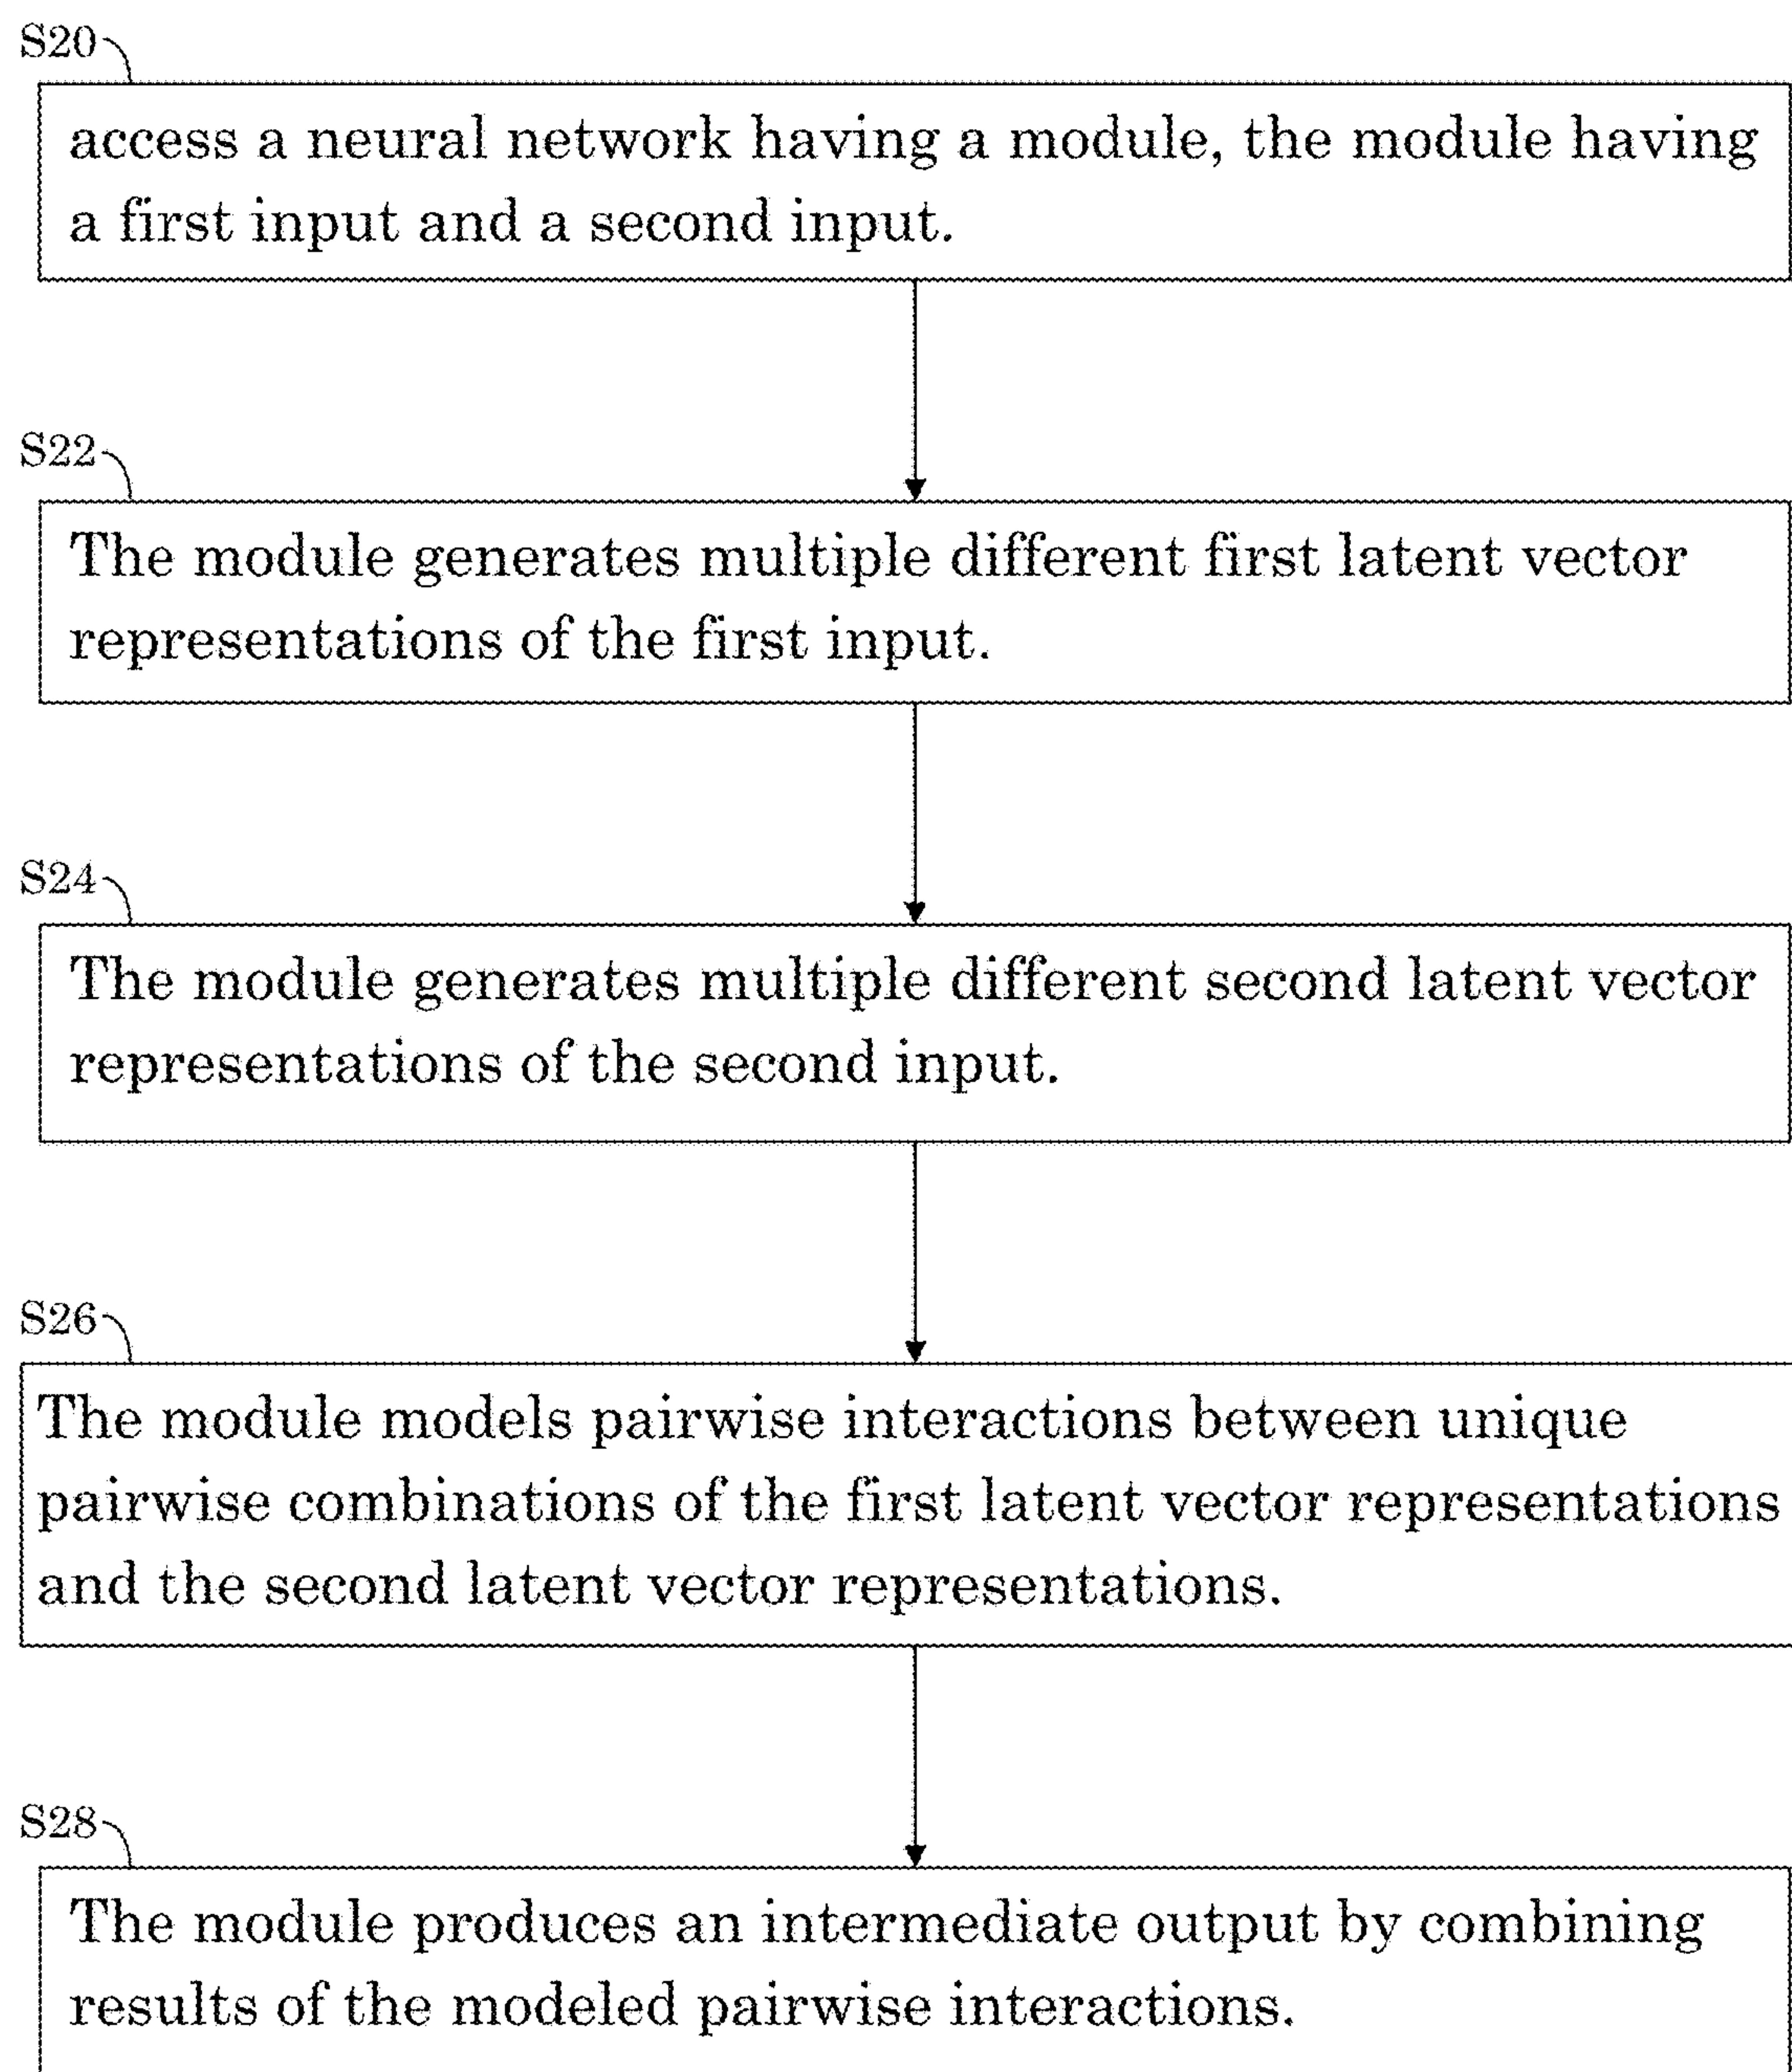 S20
access a neural network having a module, the module having
a first input and a second input.
S22
The module generates multiple different first latent vector
representations of the first input.
S24
The module generates multiple different second latent vector
representations of the second input.
S26
The module models pairwise interactions between unique
pairwise combinations of the first latent vector representations
and the second latent vector representations.
S28
The module produces an intermediate output by combining
results of the modeled pairwise interactions.